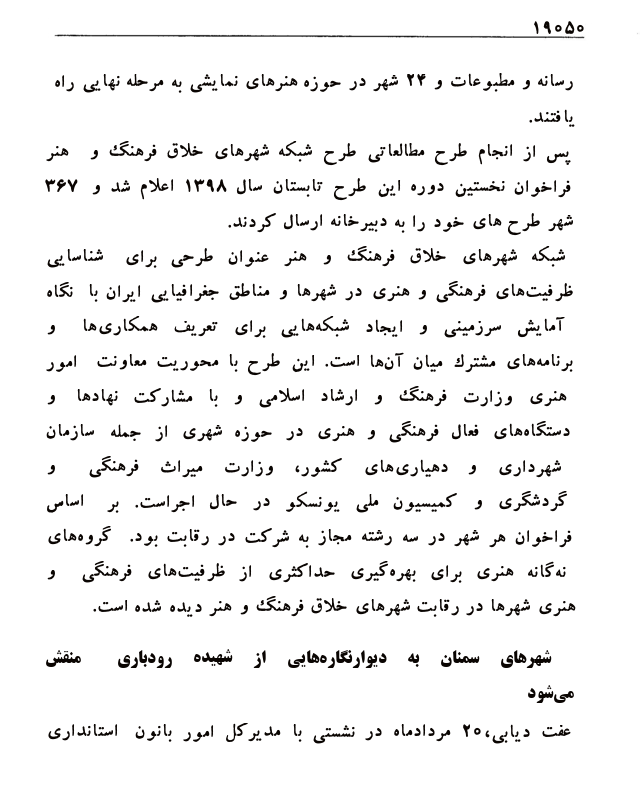 ۱۹۰۵۰
رسانه و مطبوعات و ۲۴ شهر در حوزه هنرهای نمایشی به مرحله نهایی راه
یافتند.
پس از انجام طرح مطالعاتی طرح شبکه شهرهای خلاق فرهنگ و هنر
فراخوان نخستین دوره این طرح تابستان سال ۱۳۹۸ اعلام شد و ۳۶۷
شهر طرح های خود را به دبیرخانه ارسال کردند.
شبکه شهرهای خلاق فرهنگ و هنر عنوان طرحی برای شناسایی
ظرفیت‌های فرهنگی و هنری در شهرها و مناطق جغرافیایی ایران با نگاه
آمایش سرزمینی و ایجاد شبکه‌هایی برای تعریف همکاری‌ها و
برنامه‌های مشترک میان آن‌ها است. این طرح با محوریت معاونت امور
هنری وزارت فرهنگ و ارشاد اسلامی و با مشارکت نهادها و
دستگاه‌های فعال فرهنگی و هنری در حوزه شهری از جمله سازمان
شهرداری و دهیاری‌های کشور، وزارت میراث فرهنگی و
گردشگری و کمیسیون ملی یونسکو در حال اجراست. بر اساس
فراخوان هر شهر در سه رشته مجاز به شرکت در رقابت بود. گروه‌های
نه‌گانه هنری برای بهره‌گیری حداکثری از ظرفیت‌های فرهنگی و
هنری شهرها در رقابت شهرهای خلاق فرهنگ و هنر دیده شده است.
شهرهای سمنان به دیوارنگاره‌هایی از شهیده رودباری منقش
می‌شود
عفت دیابی،۲۰ مردادماه در نشستی با مدیرکل امور بانون استانداری